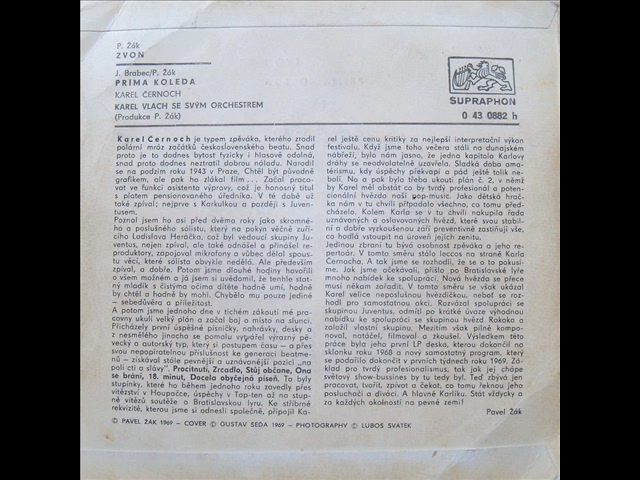 P. Žák
ZVON
J. Brabec/P. Žák
PRIMA KOLEDA
KAREL ČERNOCH
KAREL VLACH SE SVÝM ORCHESTREM
(Produkce P. Žák)
SUPRAPHON
0 43 0882 h
Karel Černoch je typem zpěváka, kterého zrodil
polární mráz začátků československého beatu. Snad
proto je to dodnes bytost fyzicky i hlasově odolná,
snad proto dodnes neztratil dobrou náladu. Narodil
se na podzim roku 1943 v Praze. Chtěl být původně
grafikem, ale pak ho zlákal film . . . Začal praco-
vat ve funkci asistenta výpravy, což je honosný titul
s platem pensionovaného úředníka. V té době už
také zpíval; nejprve s Karkulkou a později s Juven-
tusem.
Poznal jsem ho asi před dvěma roky jako skromné-
ho a poslušného sólistu, který na pokyn věčně zuří-
cího Ladislava Heráčka, což byl vedoucí skupiny Ju-
ventus, nejen zpíval, ale také odnášel a přinášel re-
produktory, zapojoval mikrofony a vůbec dělal spous-
tu věcí, které sólista obvykle nedělá. Ale především
zpíval, a dobře. Potom jsme dlouhé hodiny hovořili
o všem možném a já jsem si uvědomil, že tenhle stat-
ný mladík s čistýma očima dítěte hodně umí, hodně
by chtěl a hodně by mohl. Chybělo mu pouze jediné
– sebedůvěra a příležitost.
A potom jsme jednoho dne v tichém zákoutí mé pra-
covny ukuli velký plán a začal boj o místo na slunci.
Přicházely první úspěšné písničky, nahrávky, desky a
z nesmělého jinocha se pomalu vytvářel výrazný pěve-
cký a autorský typ, který si postupem času – a přes
svou nepopiratelnou příslušnost ke generaci beatme-
nů – získával stále pevnější a uznávanější pozici „na
poli cti a slávy”. Procitnutí, Zrcadlo, Stůj občane, Ona
se brání, 18. minut, Docela obyčejná píseň. To byly
stupínky, které ho během jednoho roku zavedly přes
vítězství v Houpačce, úspěchy v Top-ten až na stup-
ně vítězů soutěže o Bratislavskou lyru. Ke stříbrné
rekvizitě, kterou jsme si odnesli společně, připojil Ka-
rel ještě cenu kritiky za nejlepší interpretační výkon
festivalu. Když jsme toho večera stáli na dunajském
nábřeží, bylo nám jasné, že jedna kapitola Karlovy
dráhy se neodvolatelně uzavřela. Sladká doba ama-
térismu, kdy úspěchy překvapí a pád ještě tolik ne-
bolí. No a pak bylo třeba ukout plán č. 2, v němž
by Karel měl obstát co by tvrdý profesionál a poten-
cionální hvězda naší pop-music. Jako dětská hrač-
ka nám v tu chvíli připadalo všechno, co tomu před-
cházelo. Kolem Karla se v tu chvíli nakupila řada
uznávaných a oslavovaných hvězd, které svou stabil-
ní a dobře vyzkoušenou září preventivně zastiňují vše,
co hodlá vstoupit na úroveň jejich zenitu.
Jedinou zbraní tu bývá osobnost zpěváka a jeho re-
pertoár. V tomto směru stálo leccos na straně Karla
Černocha. A tak jsme se rozhodli, že se o to pokusí-
me. Jak jsme očekávali, přišlo po Bratislavské lyře
mnoho nabídek ke spolupráci. Nová hvězda se přece
musí někam zařadit. V tomto směru se však ukázal
Karel velice neposlušnou hvězdičkou, neboť se roz-
hodl pro samostatnou akci. Rozvázal spolupráci se
skupinou Juventus, odmítl po krátké úvaze výhodnou
nabídku ke spolupráci se skupinou hvězd Rokoka a
založil vlastní skupinu. Mezitím však pilně kompo-
noval, natáčel, filmoval a zkoušel. Výsledkem této
práce byla jeho první LP deska, kterou dokončil na
sklonku roku 1968 a nový samostatný program, který
se podařilo dokončit v prvních týdnech roku 1969. Zá-
klad pro tvrdý profesionalismus, tak jak jej chápe
světový show-bussines by tu tedy byl. Teď zbývá jen
pracovat, tvořit, zpívat a čekat, co tomu řeknou jeho
posluchači a diváci. A hlavně Karlíku. Stát vždycky a
za každých okolností na pevné zemi!
Pavel Žák
© PAVEL ŽÁK 1969 – COVER © GUSTAV ŠEDA 1969 – PHOTOGRAPHY © LUBOŠ SVÁTEK